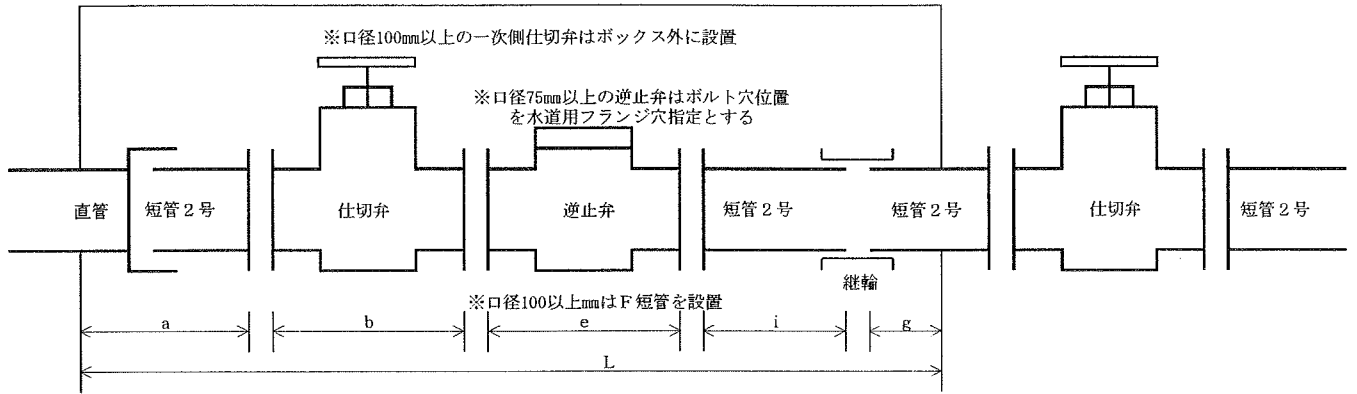 ※口径100mm以上の一次側仕切弁はボックス外に設置
※口径75mm以上の逆止弁はボルト穴位置
を水道用フランジ穴指定とする
直管
短管２号
仕切弁
逆止弁
短管２号
短管２号
仕切弁
短管２号
継輪
※口径100以上mmはＦ短管を設置
a
b
e
i
g
L